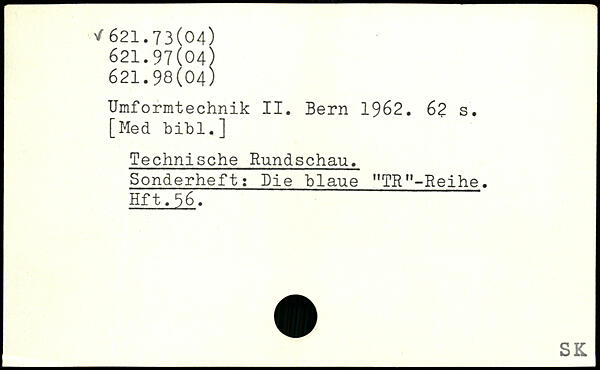 √ 621.73(04)
621.97(04)
621.98(04)
Umformtechnik II. Bern 1962. 62 s.
[Med bibl.]
Technische Rundschau.
Sonderheft: Die blaue "TR"-Reihe.
Hft.56.
SK